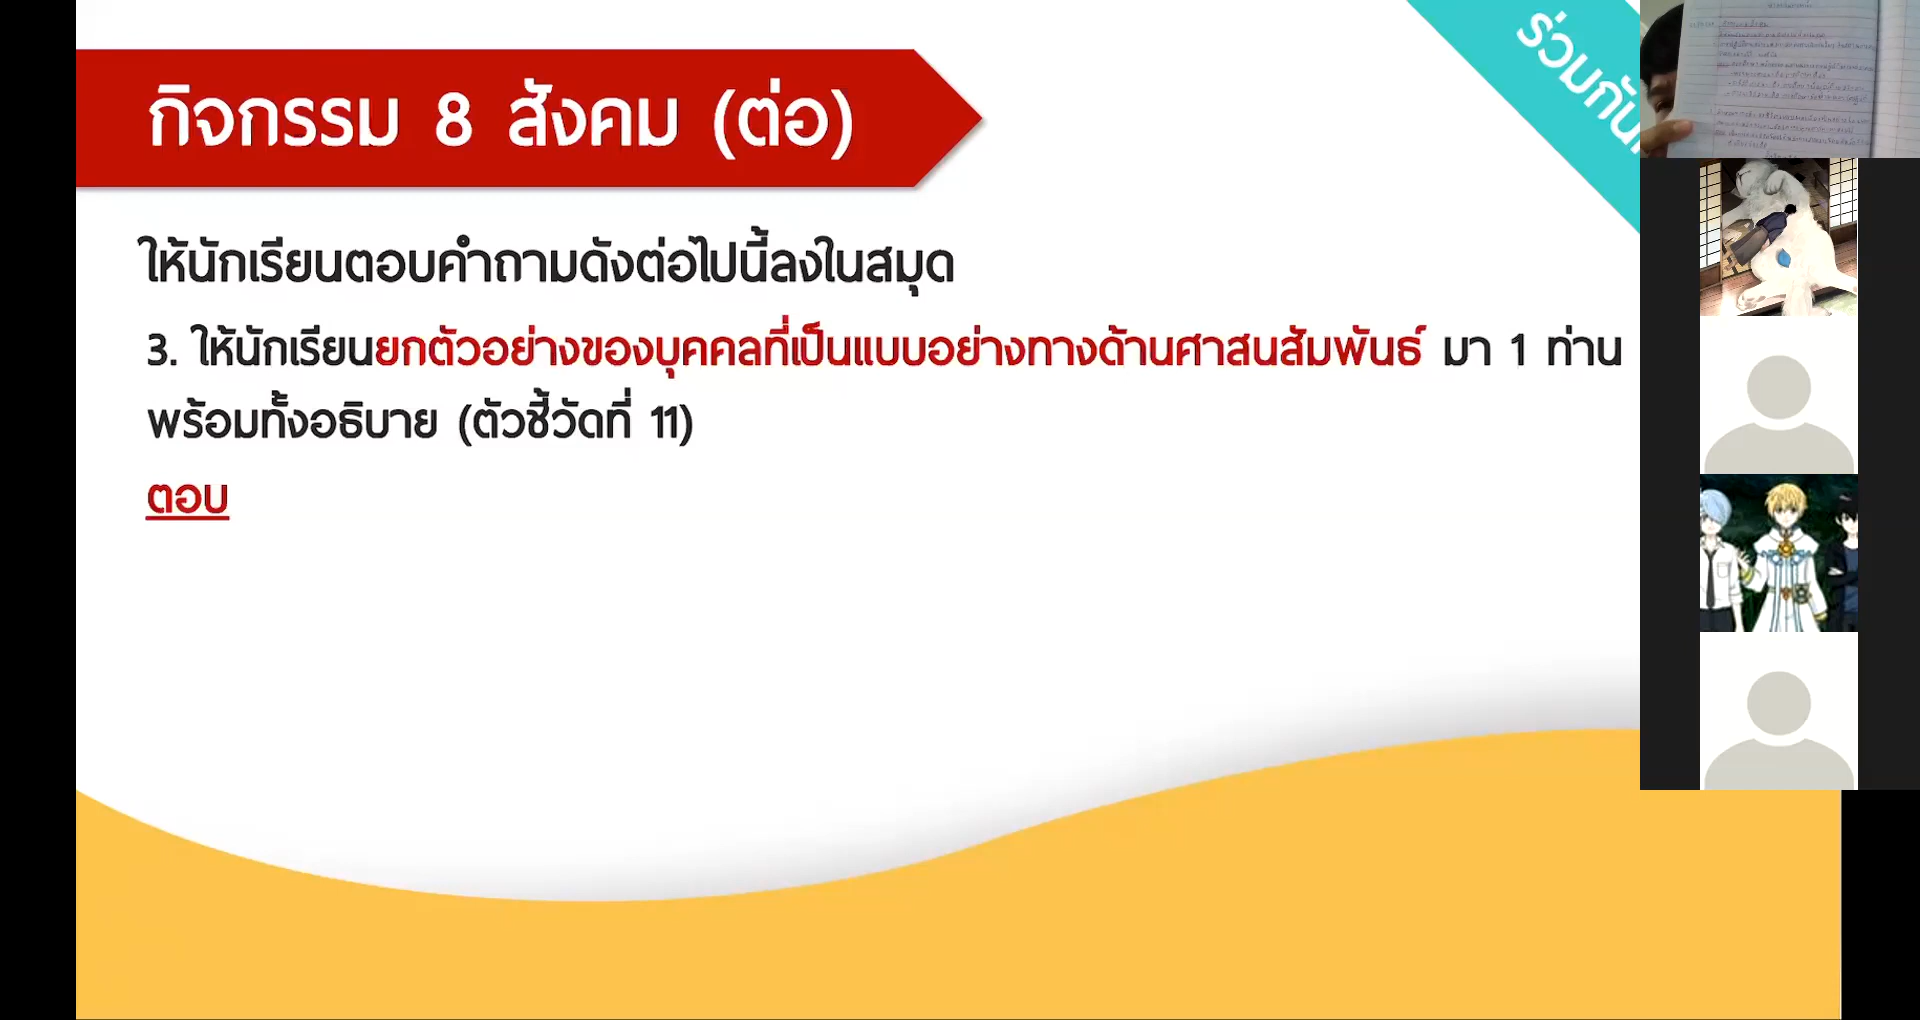 กิจกรรม 8 สังคม (ต่อ)
ร่วมกัน
ให้นักเรียนตอบคำถามดังต่อไปนี้ลงในสมุด
3. ให้นักเรียนยกตัวอย่างของบุคคลที่เป็นแบบอย่างทางด้านศาสนสัมพันธ์ มา 1 ท่าน
พร้อมทั้งอธิบาย (ตัวชี้วัดที่ 11)
ตอบ